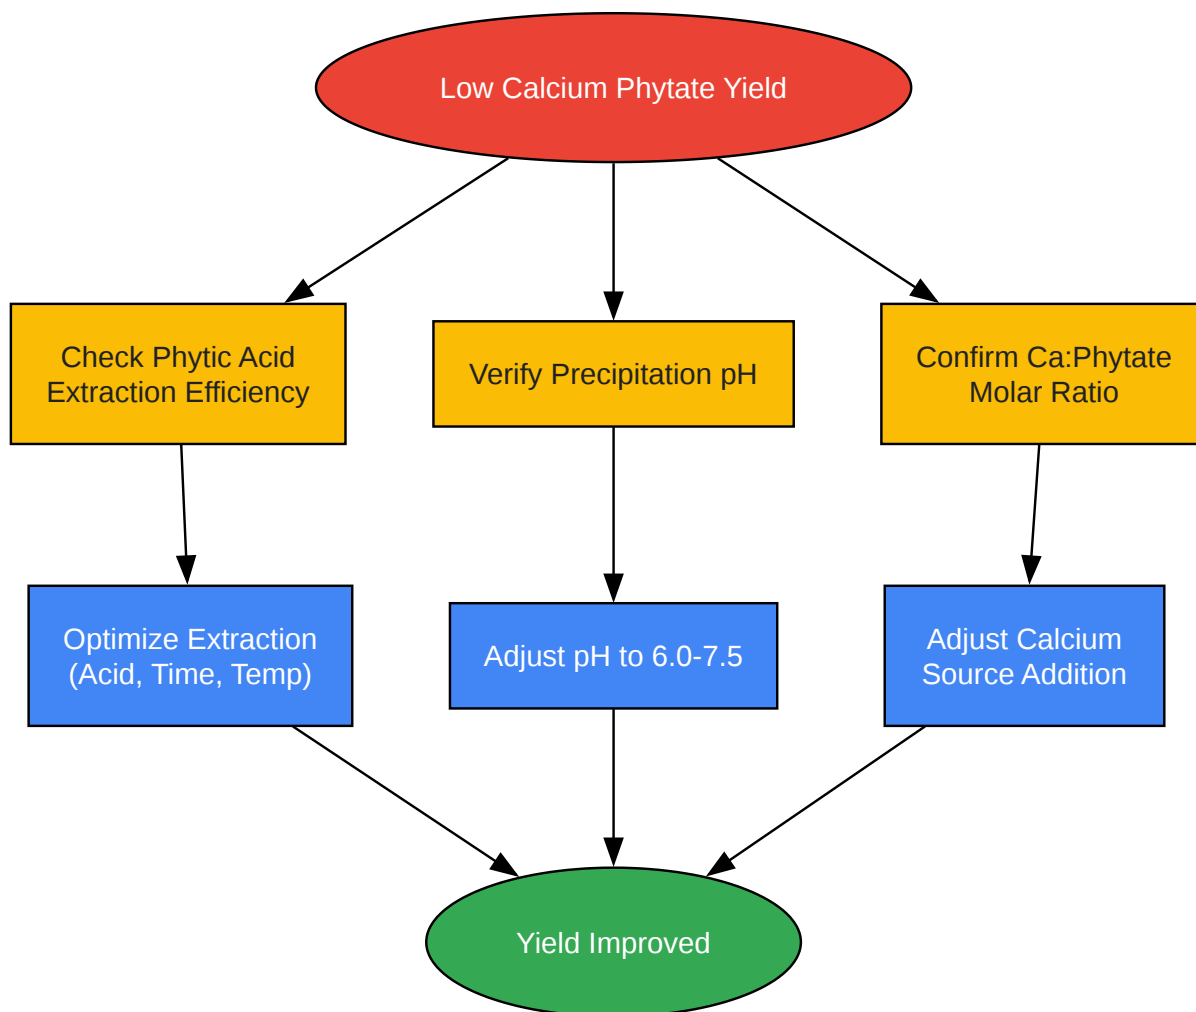 Low Calcium Phytate Yield
Check Phytic Acid
Extraction Efficiency
Verify Precipitation pH
Confirm Ca:Phytate
Molar Ratio
Optimize Extraction
(Acid, Time, Temp)
Adjust pH to 6.0-7.5
Adjust Calcium
Source Addition
Yield Improved